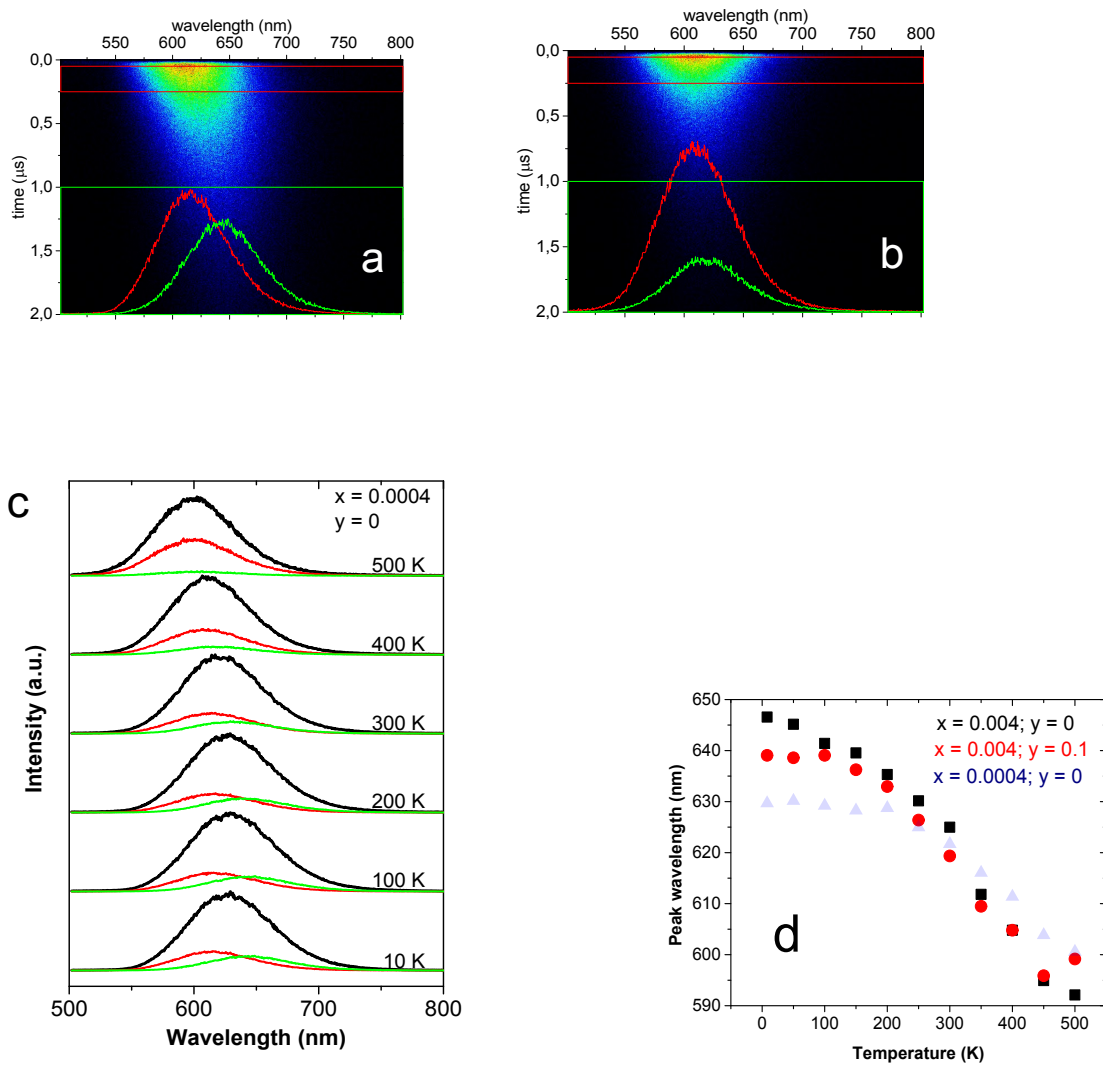 wavelength (nm)
550 600 650 700 750 800
0,0
0,5
1,0
1,5
2,0
time (μs)
a
wavelength (nm)
550 600 650 700 750 800
0,0
0,5
1,0
1,5
2,0
time (μs)
b
c
x = 0.0004
y = 0
500 K
400 K
300 K
200 K
100 K
10 K
Intensity (a.u.)
500 600 700 800
Wavelength (nm)
650
640
630
620
610
600
590
Peak wavelength (nm)
x = 0.004; y = 0
x = 0.004; y = 0.1
x = 0.0004; y = 0
d
0 100 200 300 400 500
Temperature (K)